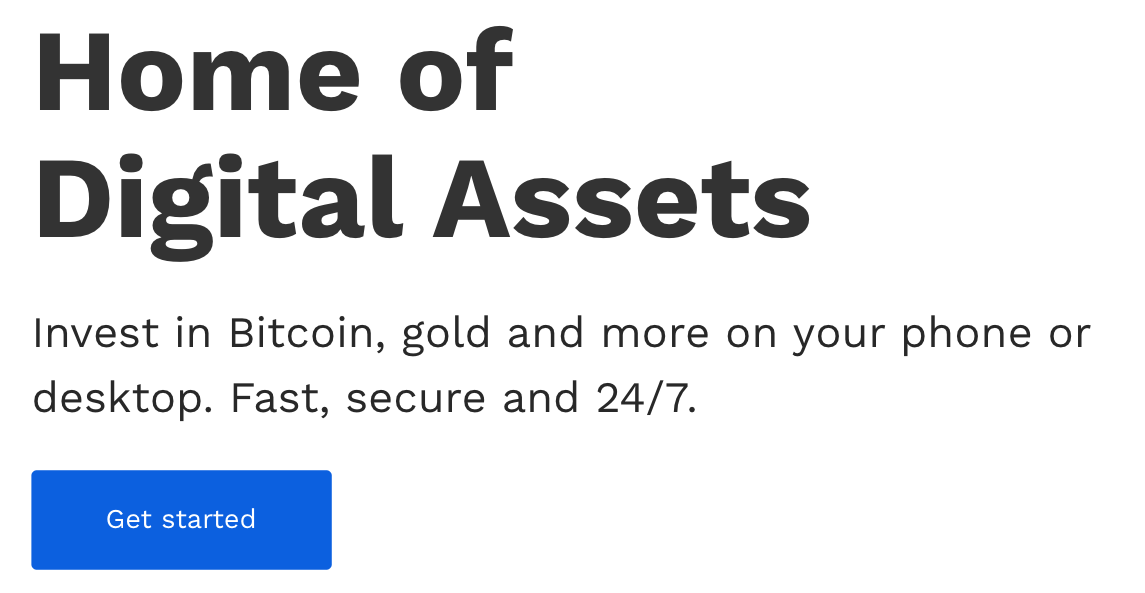 Home of
Digital Assets
Invest in Bitcoin, gold and more on your phone or
desktop. Fast, secure and 24/7.
Get started